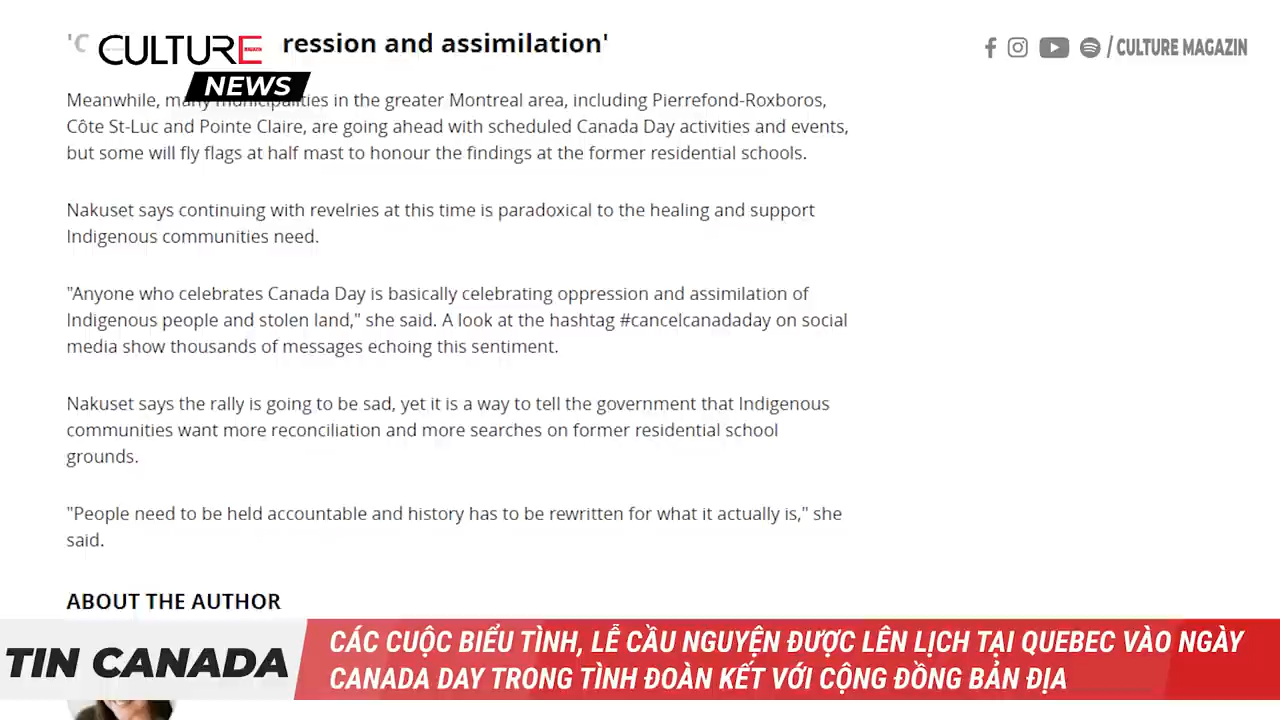 'C ression and assimilation'
CULTURE
NEWS
/ CULTURE MAGAZIN
Meanwhile, many municipalities in the greater Montreal area, including Pierrefond-Roxboros,
Côte St-Luc and Pointe Claire, are going ahead with scheduled Canada Day activities and events,
but some will fly flags at half mast to honour the findings at the former residential schools.
Nakuset says continuing with revelries at this time is paradoxical to the healing and support
Indigenous communities need.
"Anyone who celebrates Canada Day is basically celebrating oppression and assimilation of
Indigenous people and stolen land," she said. A look at the hashtag #cancelcanadaday on social
media show thousands of messages echoing this sentiment.
Nakuset says the rally is going to be sad, yet it is a way to tell the government that Indigenous
communities want more reconciliation and more searches on former residential school
grounds.
"People need to be held accountable and history has to be rewritten for what it actually is," she
said.
ABOUT THE AUTHOR
TIN CANADA
CÁC CUỘC BIỂU TÌNH, LỄ CẦU NGUYỆN ĐƯỢC LÊN LỊCH TẠI QUEBEC VÀO NGÀY
CANADA DAY TRONG TÌNH ĐOÀN KẾT VỚI CỘNG ĐỒNG BẢN ĐỊA